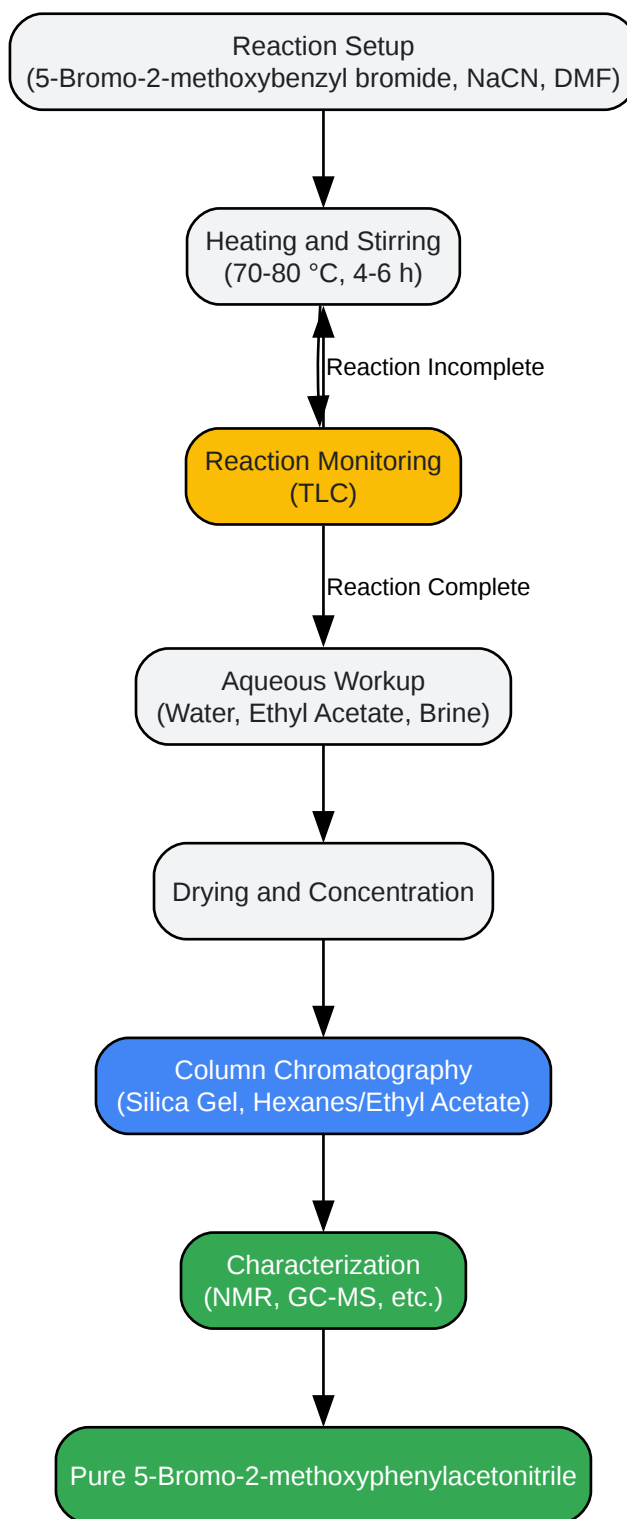 Reaction Setup
(5-Bromo-2-methoxybenzyl bromide, NaCN, DMF)
Heating and Stirring
(70-80 °C, 4-6 h)
Reaction Incomplete
Reaction Monitoring
(TLC)
Reaction Complete
Aqueous Workup
(Water, Ethyl Acetate, Brine)
Drying and Concentration
Column Chromatography
(Silica Gel, Hexanes/Ethyl Acetate)
Characterization
(NMR, GC-MS, etc.)
Pure 5-Bromo-2-methoxyphenylacetonitrile